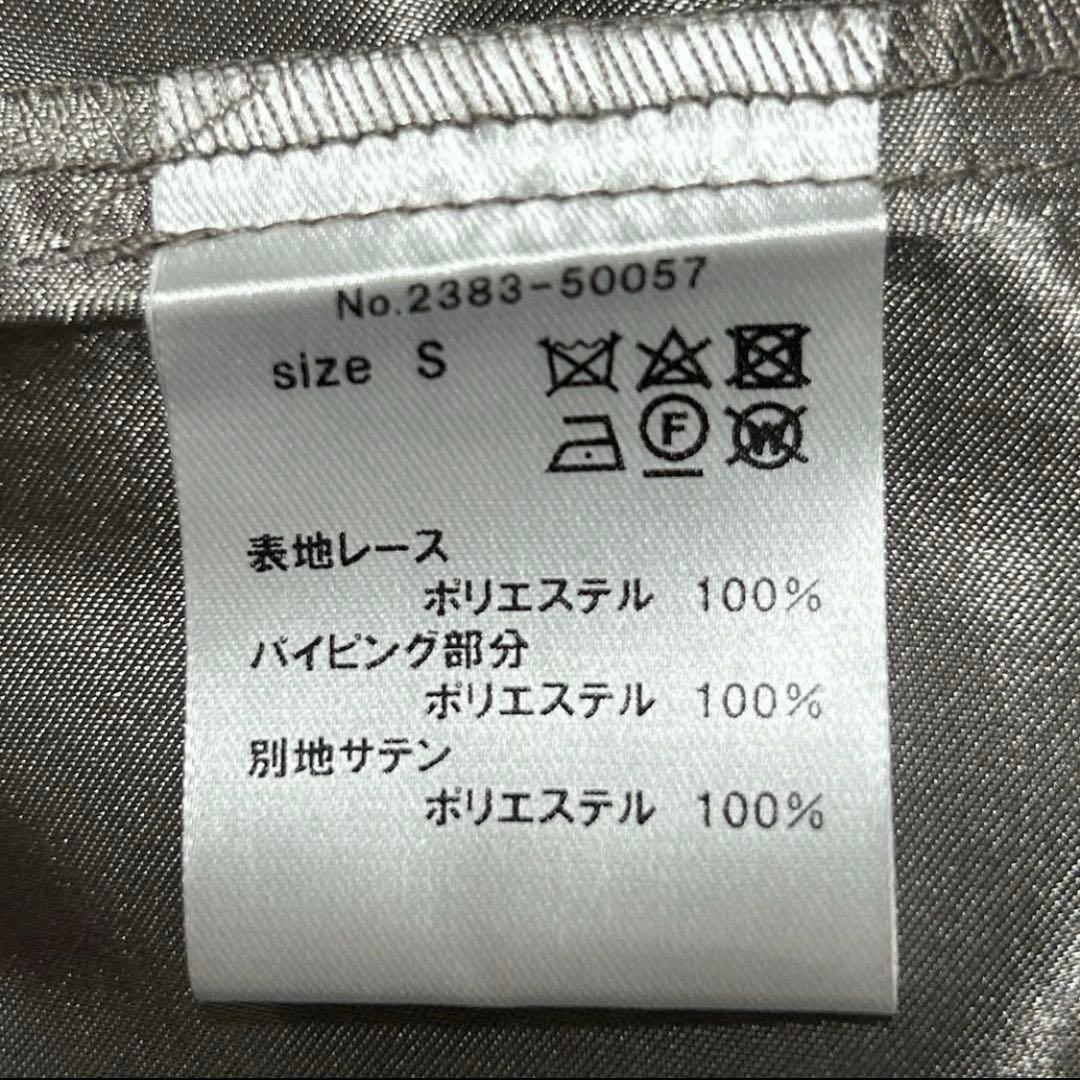 No.2383-50057
size S
F
W
表地レース
ポリエステル 100%
パイピング部分
ポリエステル 100%
別地サテン
ポリエステル 100%